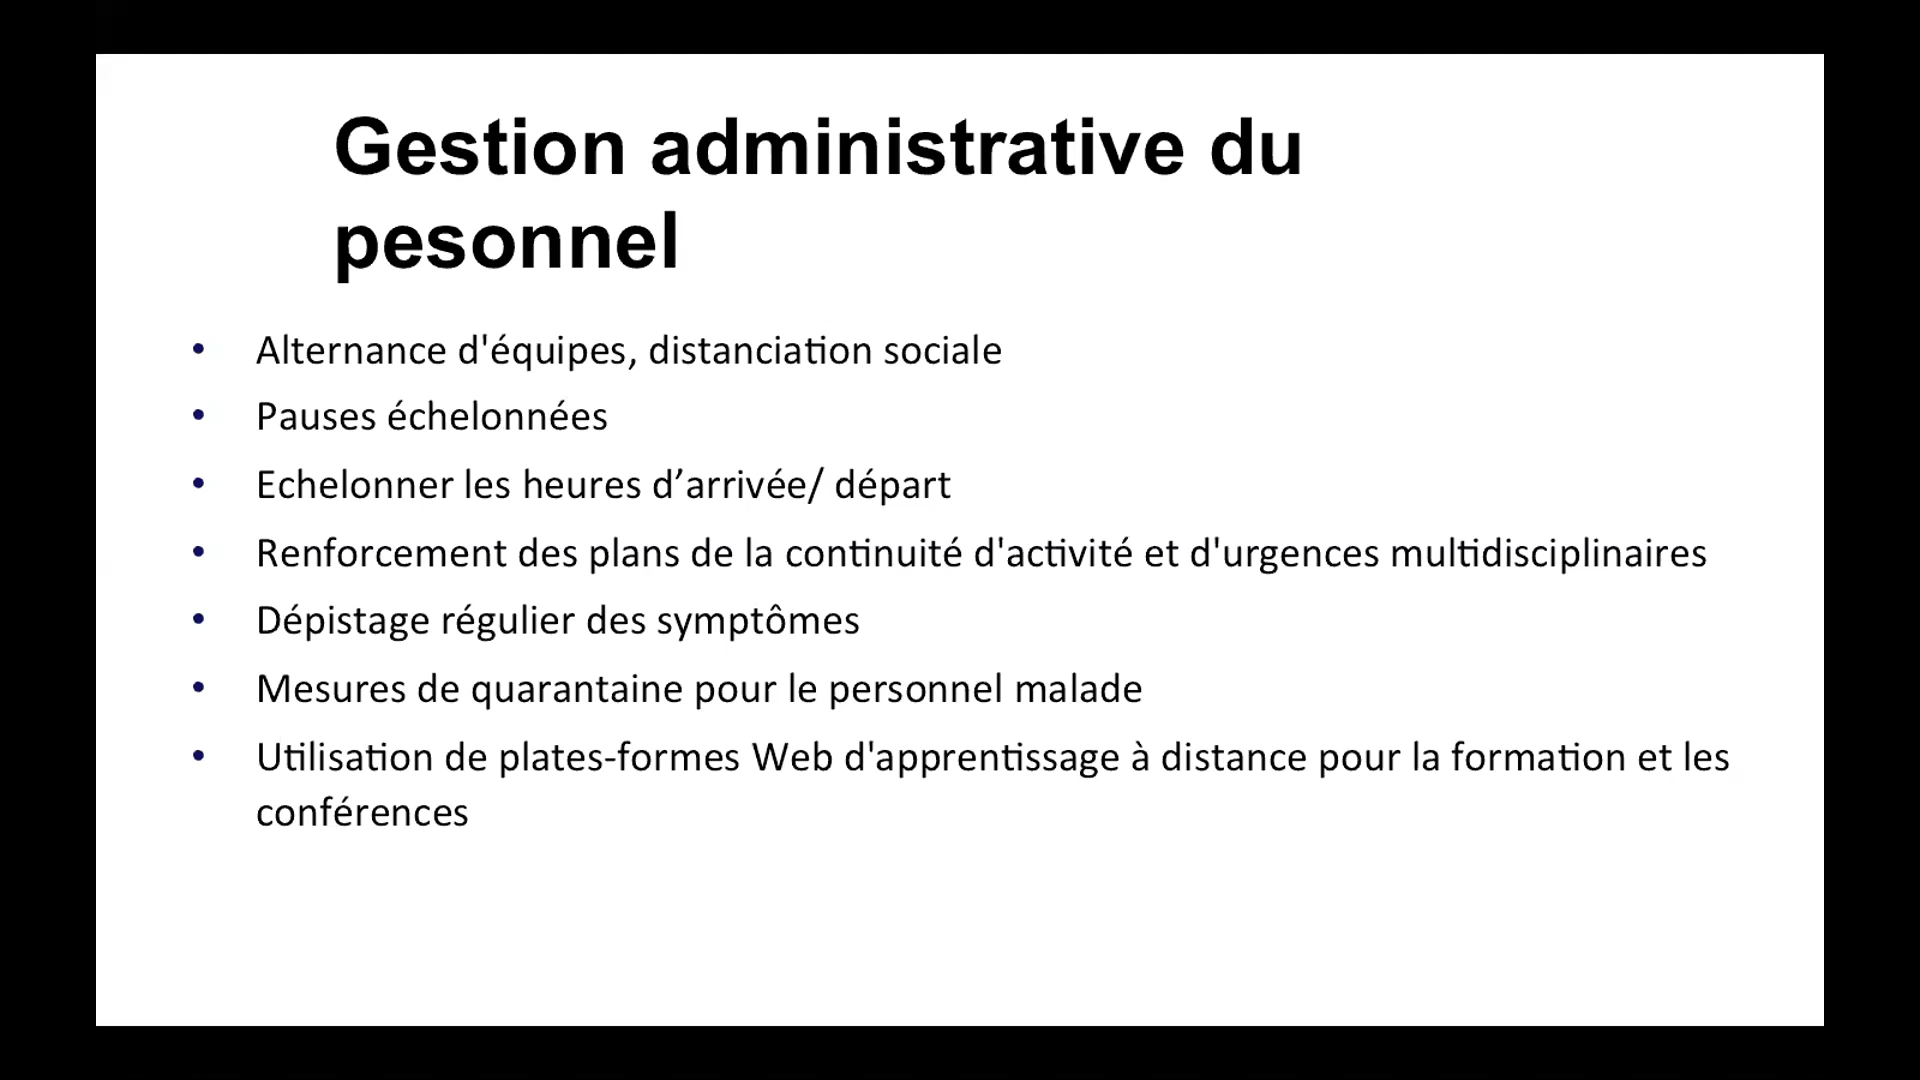 Gestion administrative du
pesonnel
• Alternance d'équipes, distanciation sociale
• Pauses échelonnées
• Echelonner les heures d’arrivée/ départ
• Renforcement des plans de la continuité d'activité et d'urgences multidisciplinaires
• Dépistage régulier des symptômes
• Mesures de quarantaine pour le personnel malade
• Utilisation de plates-formes Web d'apprentissage à distance pour la formation et les
conférences